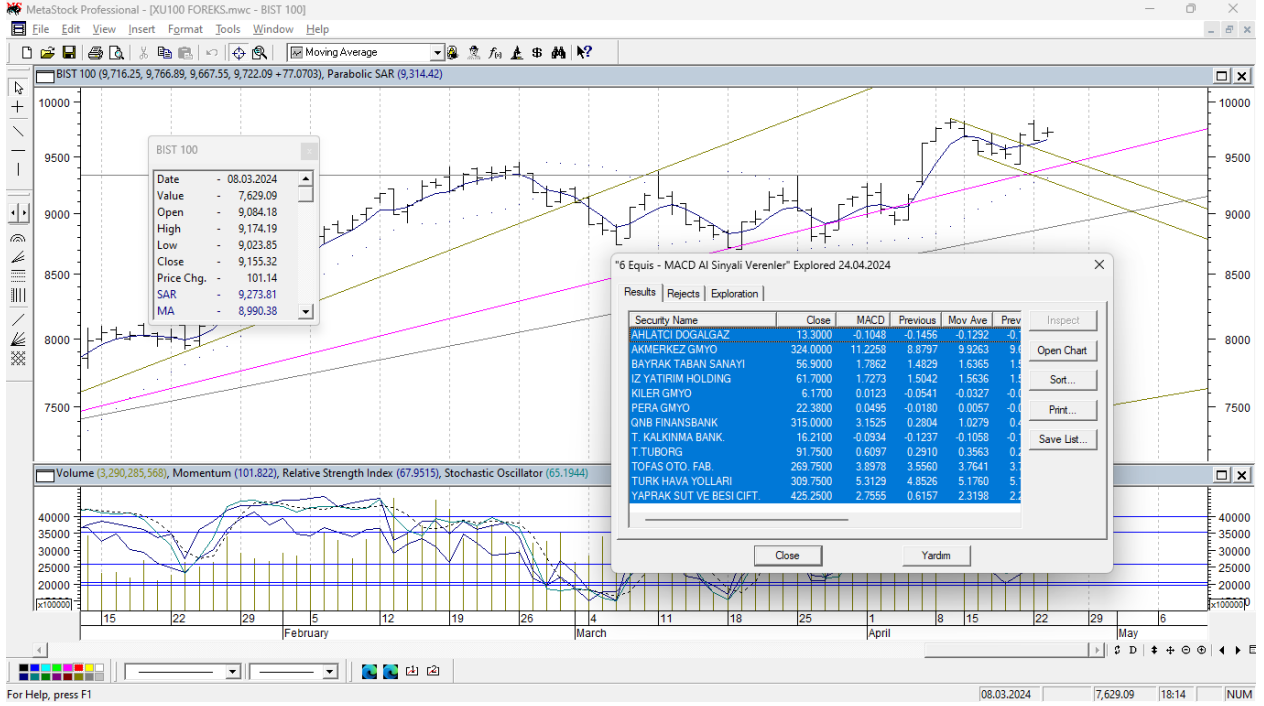 MetaStock Professional - [XU100 FOREKS.mwc - BIST 100]
File Edit View Insert Format Tools Window Help
Moving Average
BIST 100 (9,716.25, 9,766.89, 9,667.55, 9,722.09 +77.0703), Parabolic SAR (9,314.42)
10000 10000
9500 9500
9000 9000
8500 8500
8000 8000
7500 7500
BIST 100
Date - 08.03.2024
Value - 7,629.09
Open - 9,084.18
High - 9,174.19
Low - 9,023.85
Close - 9,155.32
Price Chg. - 101.14
SAR - 9,273.81
MA - 8,990.38
"6 Equis - MACD Al Sinyali Verenler" Explored 24.04.2024
Results Rejects Exploration
Security Name Close MACD Previous Mov Ave Prev
AHLATCI DOGALGAZ 13.3000 -0.1048 -0.1456 -0.1292
AKMERKEZ GMYO 324.0000 11.2258 8.8797 9.9263
BAYRAK TABAN SANAYI 56.9000 1.7862 1.4829 1.6365
IZ YATIRIM HOLDING 61.7000 1.7273 1.5042 1.5636
KILER GMYO 6.1700 0.0123 -0.0541 -0.0327
PERA GMYO 22.3800 0.0495 -0.0180 0.0057
QNB FINANSBANK 315.0000 3.1525 0.2804 1.0279
T. KALKINMA BANK. 16.2100 -0.0934 -0.1237 -0.1058
T.TUBORG 91.7500 0.6097 0.2910 0.3563
TOFAS OTO. FAB. 269.7500 3.8978 3.5560 3.7641
TURK HAVA YOLLARI 309.7500 5.3129 4.8526 5.1760
YAPRAK SUT VE BESI CIFT. 425.2500 2.7555 0.6157 2.3198
Inspect
Open Chart
Sort...
Print...
Save List...
Close Yardım
Volume (3,290,285,568), Momentum (101.822), Relative Strength Index (67.9515), Stochastic Oscillator (65.1944)
40000 40000
35000 35000
30000 30000
25000 25000
20000 20000
x100000 x100000
15 22 29 5 12 19 26 4 11 18 25 1 8 15 22 29 6
February March April May
For Help, press F1 08.03.2024 7,629.09 18:14 NUM